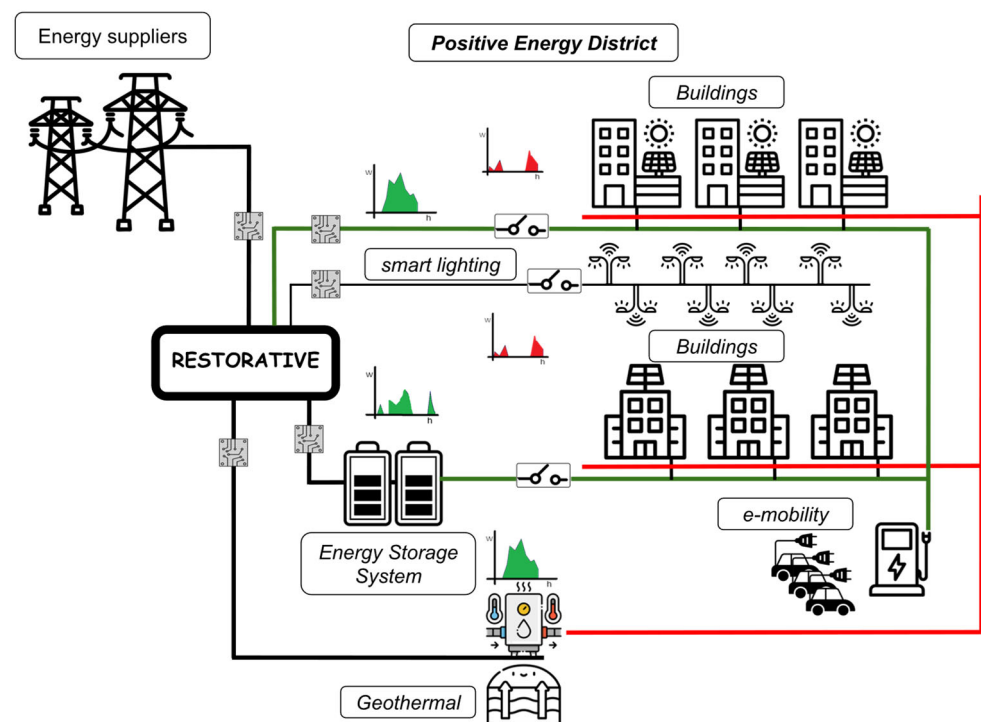 Energy suppliers
Positive Energy District
Buildings
W
h
W
h
smart lighting
RESTORATIVE
W
h
Buildings
W
h
e-mobility
Energy Storage
System
W
h
Geothermal